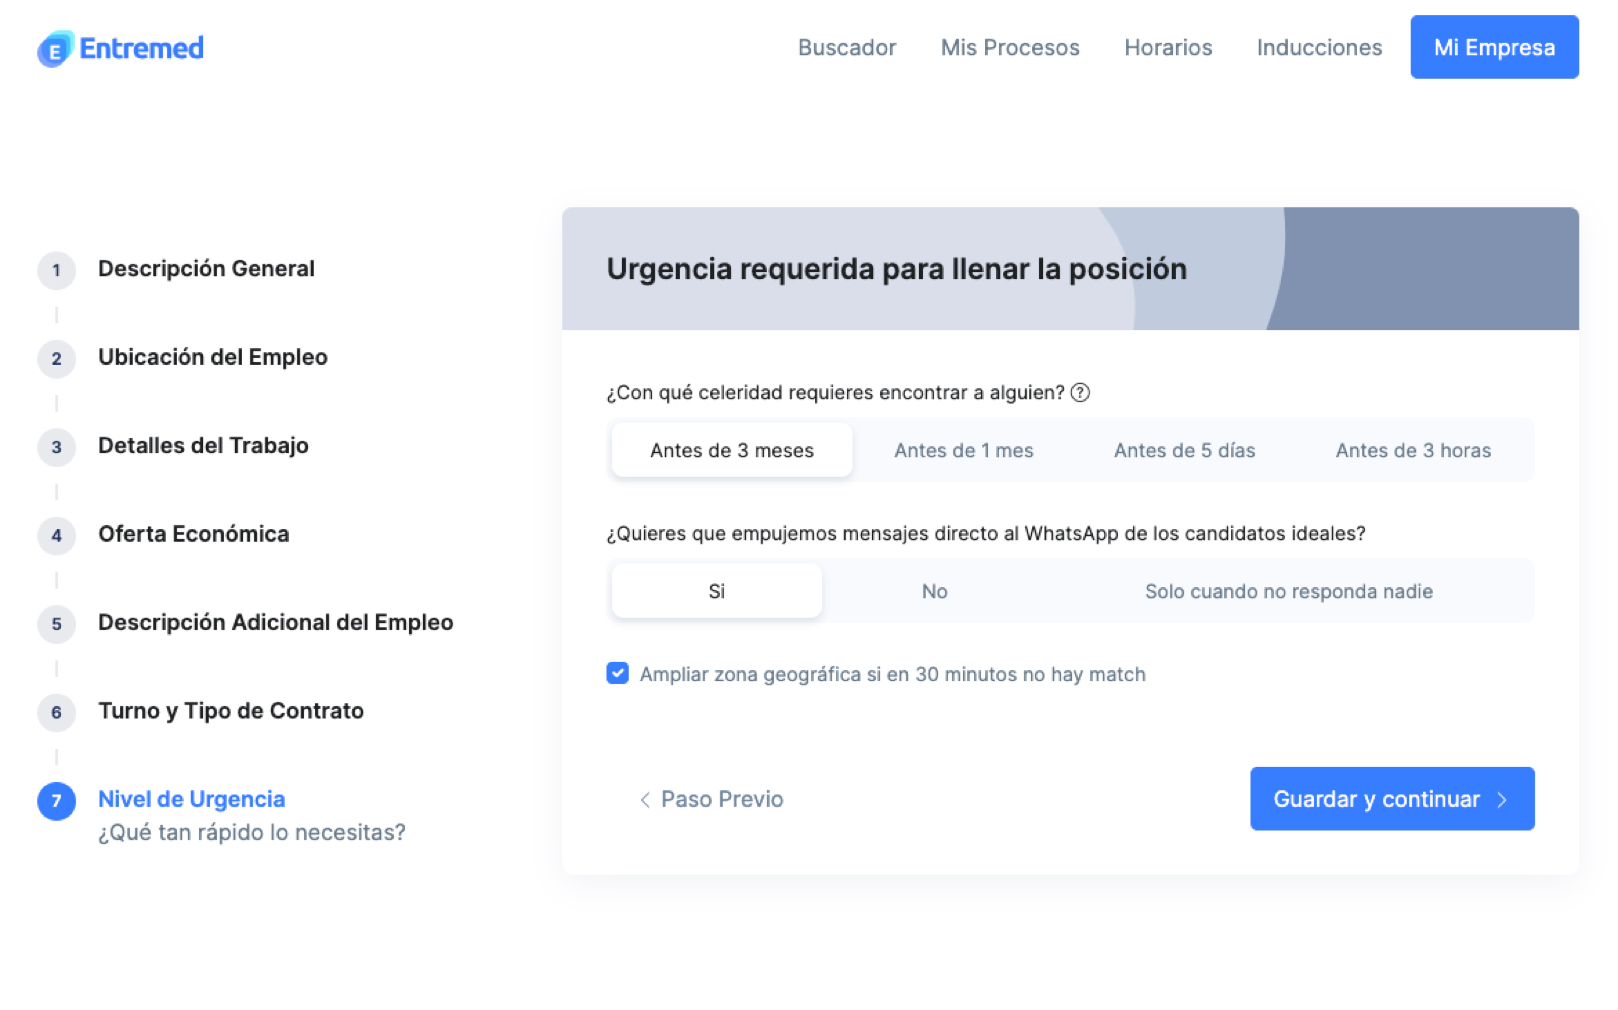 E Entremed
Buscador Mis Procesos Horarios Inducciones Mi Empresa
1 Descripción General
2 Ubicación del Empleo
3 Detalles del Trabajo
4 Oferta Económica
5 Descripción Adicional del Empleo
6 Turno y Tipo de Contrato
7 Nivel de Urgencia
¿Qué tan rápido lo necesitas?
Urgencia requerida para llenar la posición
¿Con qué celeridad requieres encontrar a alguien? ?
Antes de 3 meses Antes de 1 mes Antes de 5 días Antes de 3 horas
¿Quieres que empujemos mensajes directo al WhatsApp de los candidatos ideales?
Si No Solo cuando no responda nadie
Ampliar zona geográfica si en 30 minutos no hay match
Paso Previo Guardar y continuar